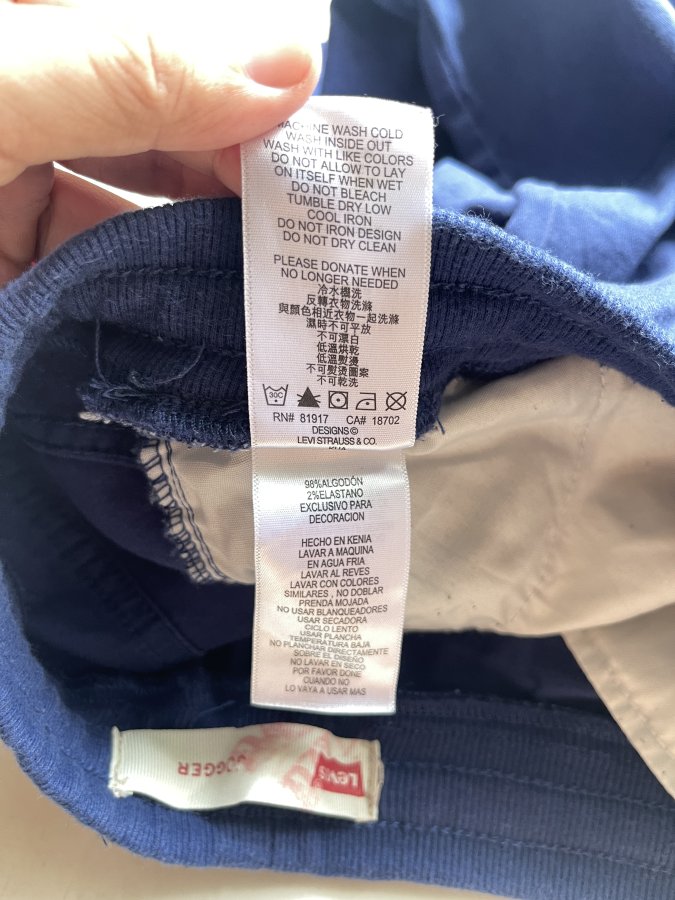 MACHINE WASH COLD
WASH INSIDE OUT
WASH WITH LIKE COLORS
DO NOT ALLOW TO LAY
ON ITSELF WHEN WET
DO NOT BLEACH
TUMBLE DRY LOW
COOL IRON
DO NOT IRON DESIGN
DO NOT DRY CLEAN
PLEASE DONATE WHEN
NO LONGER NEEDED
冷水機洗
反轉衣物洗滌
與顏色相近衣物一起洗滌
濕時不可平放
不可漂白
低溫烘乾
低溫熨燙
不可熨燙圖案
不可乾洗
30C
RN# 81917 CA# 18702
DESIGNS ©
LEVI STRAUSS & CO.
98%ALGODÓN
2%ELASTANO
EXCLUSIVO PARA
DECORACION
HECHO EN KENIA
LAVAR A MAQUINA
EN AGUA FRIA
LAVAR AL REVES
LAVAR CON COLORES
SIMILARES , NO DOBLAR
PRENDA MOJADA
NO USAR BLANQUEADORES
USAR SECADORA
CICLO LENTO
USAR PLANCHA
TEMPERATURA BAJA
NO PLANCHAR DIRECTAMENTE
SOBRE EL DISEÑO
NO LAVAR EN SECO
POR FAVOR DONE
CUANDO NO
LO VAYA A USAR MAS
Levi's
JOGGER